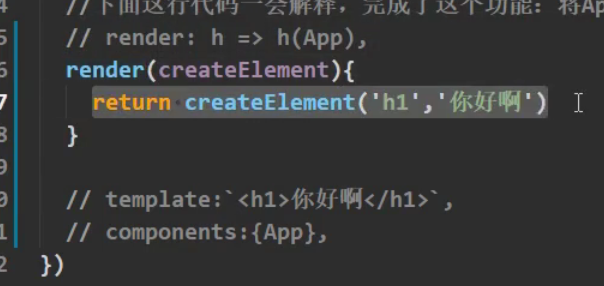 4 //下面这行代码一会解释，完成了这个功能：将Ap
5 // render: h => h(App),
6 render(createElement){
7 return createElement('h1','你好啊')
8 }
9
0 // template:`<h1>你好啊</h1>`,
1 // components:{App},
2 })